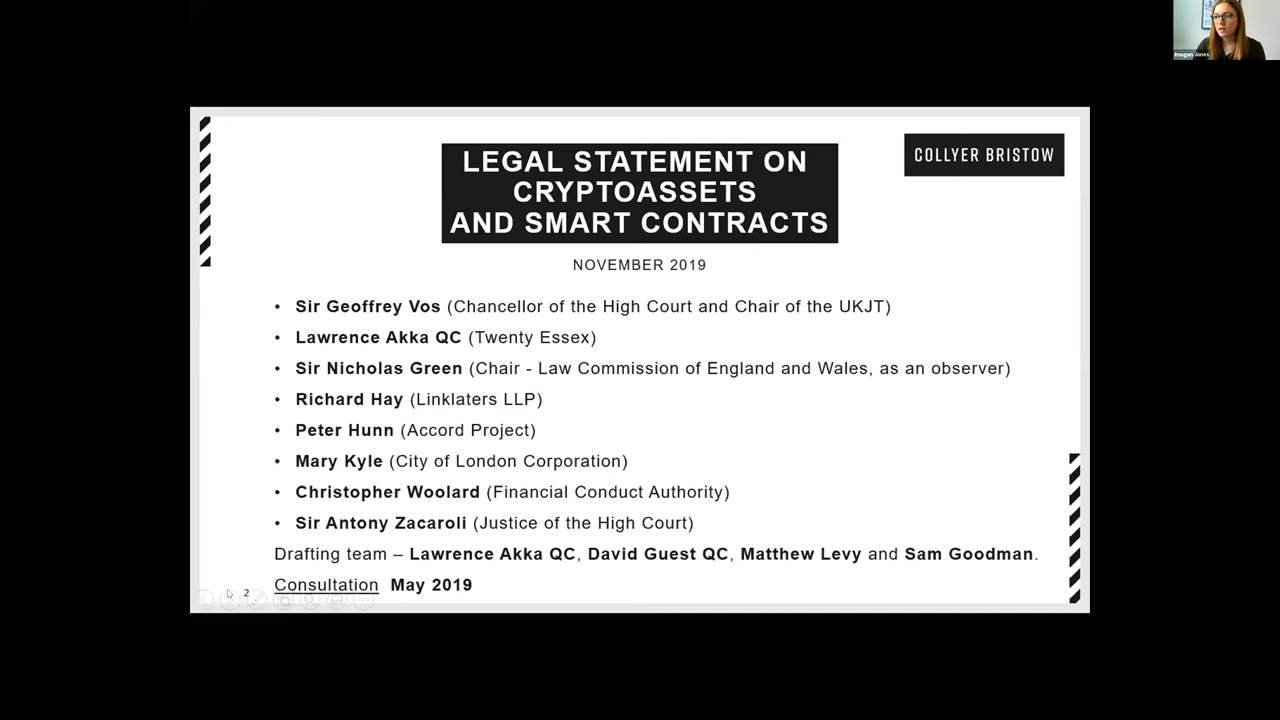 Imogen Jones
COLLYER BRISTOW
LEGAL STATEMENT ON
CRYPTOASSETS
AND SMART CONTRACTS
NOVEMBER 2019
• Sir Geoffrey Vos (Chancellor of the High Court and Chair of the UKJT)
• Lawrence Akka QC (Twenty Essex)
• Sir Nicholas Green (Chair - Law Commission of England and Wales, as an observer)
• Richard Hay (Linklaters LLP)
• Peter Hunn (Accord Project)
• Mary Kyle (City of London Corporation)
• Christopher Woolard (Financial Conduct Authority)
• Sir Antony Zacaroli (Justice of the High Court)
Drafting team – Lawrence Akka QC, David Guest QC, Matthew Levy and Sam Goodman.
Consultation May 2019
2